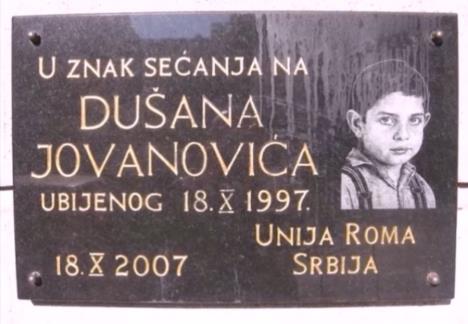 U ZNAK SEĆANJA NA
DUŠANA
JOVANOVIĆA
UBIJENOG 18.X 1997.
UNIJA ROMA
SRBIJA
18.X 2007